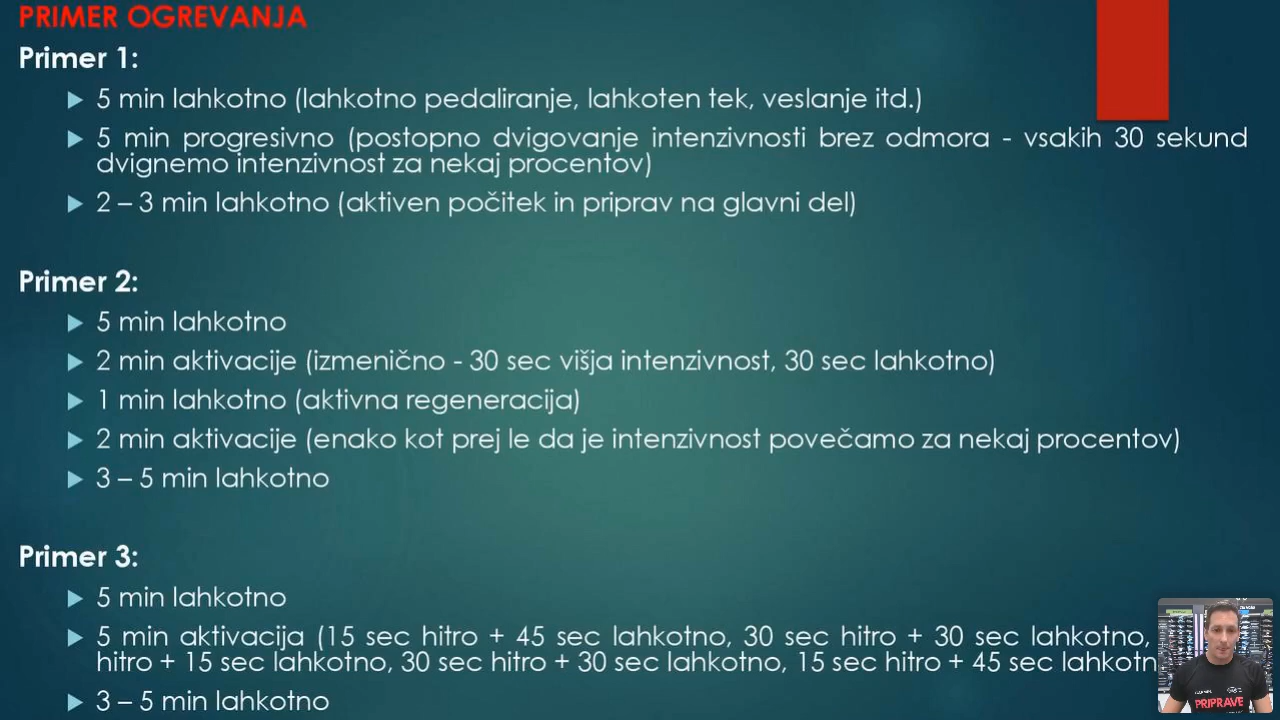 PRIMER OGREVANJA
Primer 1:
5 min lahkotno (lahkotno pedaliranje, lahkoten tek, veslanje itd.)
5 min progresivno (postopno dvigovanje intenzivnosti brez odmora - vsakih 30 sekund
dvignemo intenzivnost za nekaj procentov)
2 – 3 min lahkotno (aktiven počitek in priprav na glavni del)
Primer 2:
5 min lahkotno
2 min aktivacije (izmenično - 30 sec višja intenzivnost, 30 sec lahkotno)
1 min lahkotno (aktivna regeneracija)
2 min aktivacije (enako kot prej le da je intenzivnost povečamo za nekaj procentov)
3 – 5 min lahkotno
Primer 3:
5 min lahkotno
5 min aktivacija (15 sec hitro + 45 sec lahkotno, 30 sec hitro + 30 sec lahkotno,
hitro + 15 sec lahkotno, 30 sec hitro + 30 sec lahkotno, 15 sec hitro + 45 sec lahkotn
3 – 5 min lahkotno
PRIPRAVE